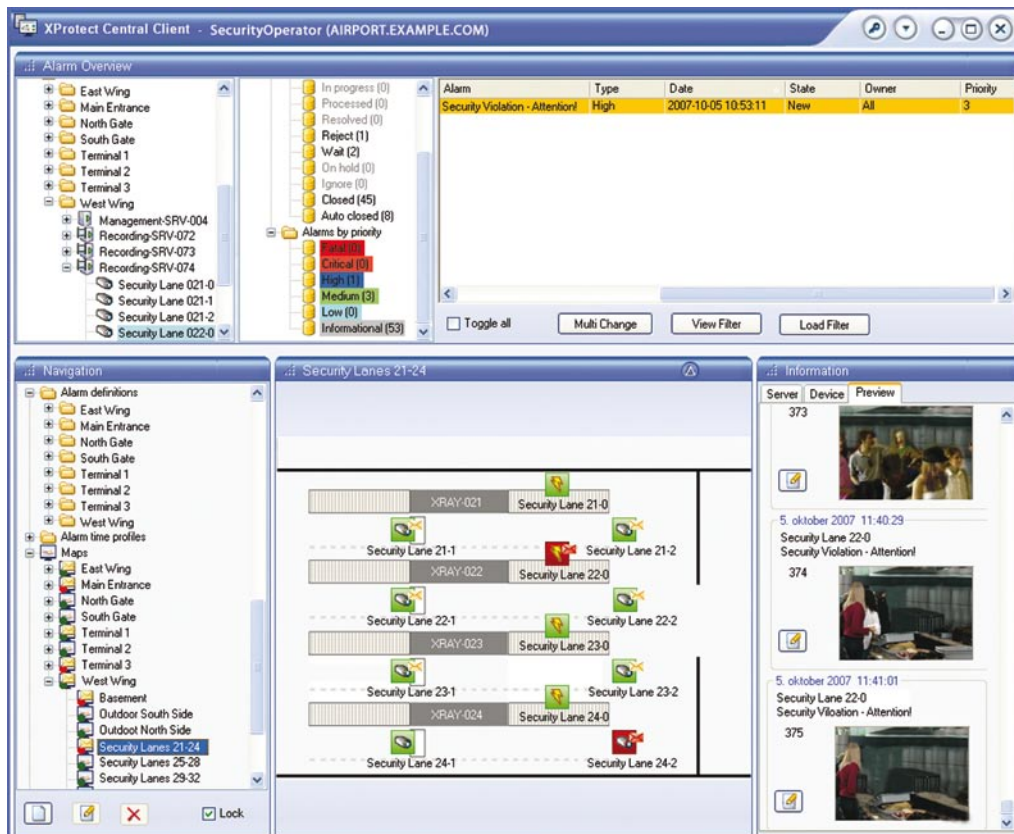 XProtect Central Client - SecurityOperator (AIRPORT.EXAMPLE.COM)
Alarm Overview
East Wing
Main Entrance
North Gate
South Gate
Terminal 1
Terminal 2
Terminal 3
West Wing
Management-SRV-004
Recording-SRV-072
Recording-SRV-073
Recording-SRV-074
Security Lane 021-0
Security Lane 021-1
Security Lane 021-2
Security Lane 022-0
In progress (0)
Processed (0)
Resolved (0)
Reject (1)
Wait (2)
On hold (0)
Ignore (0)
Closed (45)
Auto closed (8)
Alarms by priority
Fatal (0)
Critical (0)
High (1)
Medium (3)
Low (0)
Informational (53)
Alarm Type Date State Owner Priority
Security Violation - Attention! High 2007-10-05 10:53:11 New All 3
Toggle all Multi Change View Filter Load Filter
Navigation
Alarm definitions
East Wing
Main Entrance
North Gate
South Gate
Terminal 1
Terminal 2
Terminal 3
West Wing
Alarm time profiles
Maps
East Wing
Main Entrance
North Gate
South Gate
Terminal 1
Terminal 2
Terminal 3
West Wing
Basement
Outdoor South Side
Outdoor North Side
Security Lanes 21-24
Security Lanes 25-28
Security Lanes 29-32
Lock
Security Lanes 21-24
XRAY-021 Security Lane 21-0
Security Lane 21-1 Security Lane 21-2
XRAY-022 Security Lane 22-0
Security Lane 22-1 Security Lane 22-2
XRAY-023 Security Lane 23-0
Security Lane 23-1 Security Lane 23-2
XRAY-024 Security Lane 24-0
Security Lane 24-1 Security Lane 24-2
Information
Server Device Preview
373
5. oktober 2007 11:40:29
Security Lane 22-0
Security Violation - Attention!
374
5. oktober 2007 11:41:01
Security Lane 22-0
Security Viloation - Attention!
375